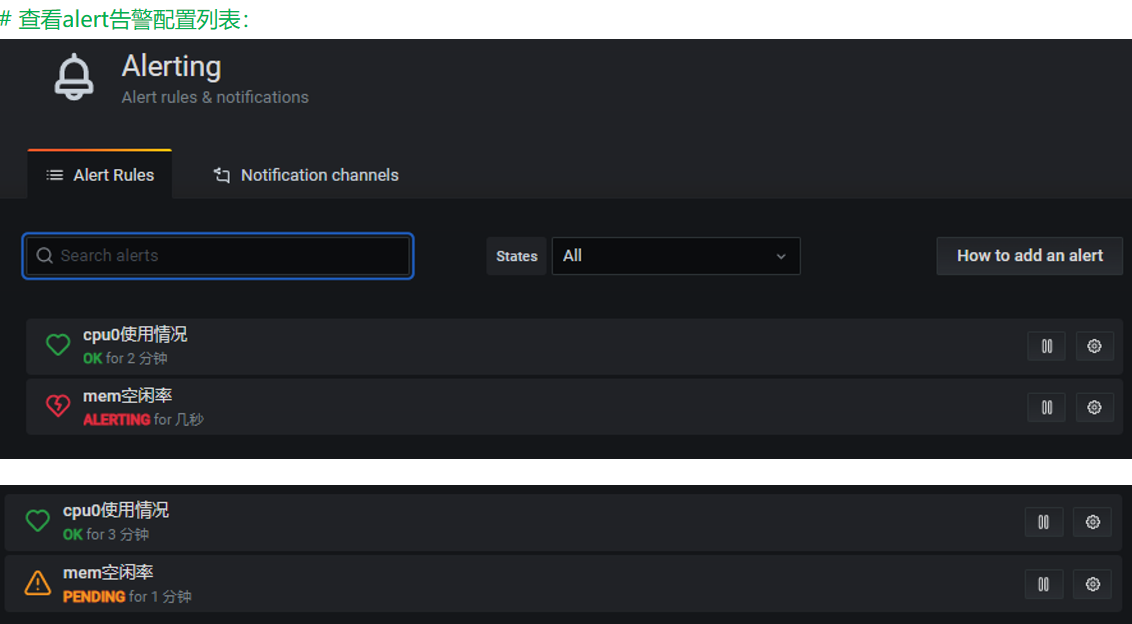 # 查看alert告警配置列表：
Alerting
Alert rules & notifications
Alert Rules
Notification channels
Search alerts
States
All
How to add an alert
cpu0使用情况
OK for 2 分钟
mem空闲率
ALERTING for 几秒
cpu0使用情况
OK for 3 分钟
mem空闲率
PENDING for 1 分钟